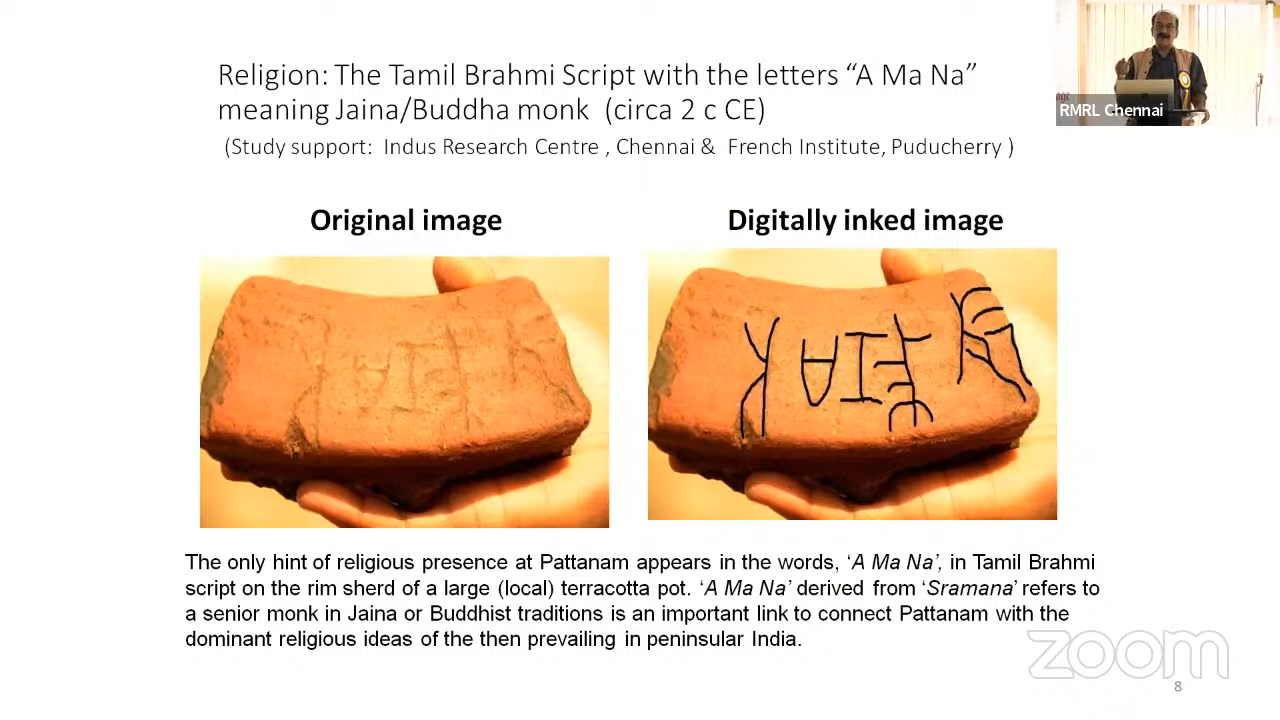 Religion: The Tamil Brahmi Script with the letters “A Ma Na”
meaning Jaina/Buddha monk (circa 2 c CE)
(Study support: Indus Research Centre , Chennai & French Institute, Puducherry )
RMRL Chennai
Original image
Digitally inked image
𑀅𑀫𑀡
The only hint of religious presence at Pattanam appears in the words, ‘A Ma Na’, in Tamil Brahmi
script on the rim sherd of a large (local) terracotta pot. ‘A Ma Na’ derived from ‘Sramana’ refers to
a senior monk in Jaina or Buddhist traditions is an important link to connect Pattanam with the
dominant religious ideas of the then prevailing in peninsular India.
zoom
8